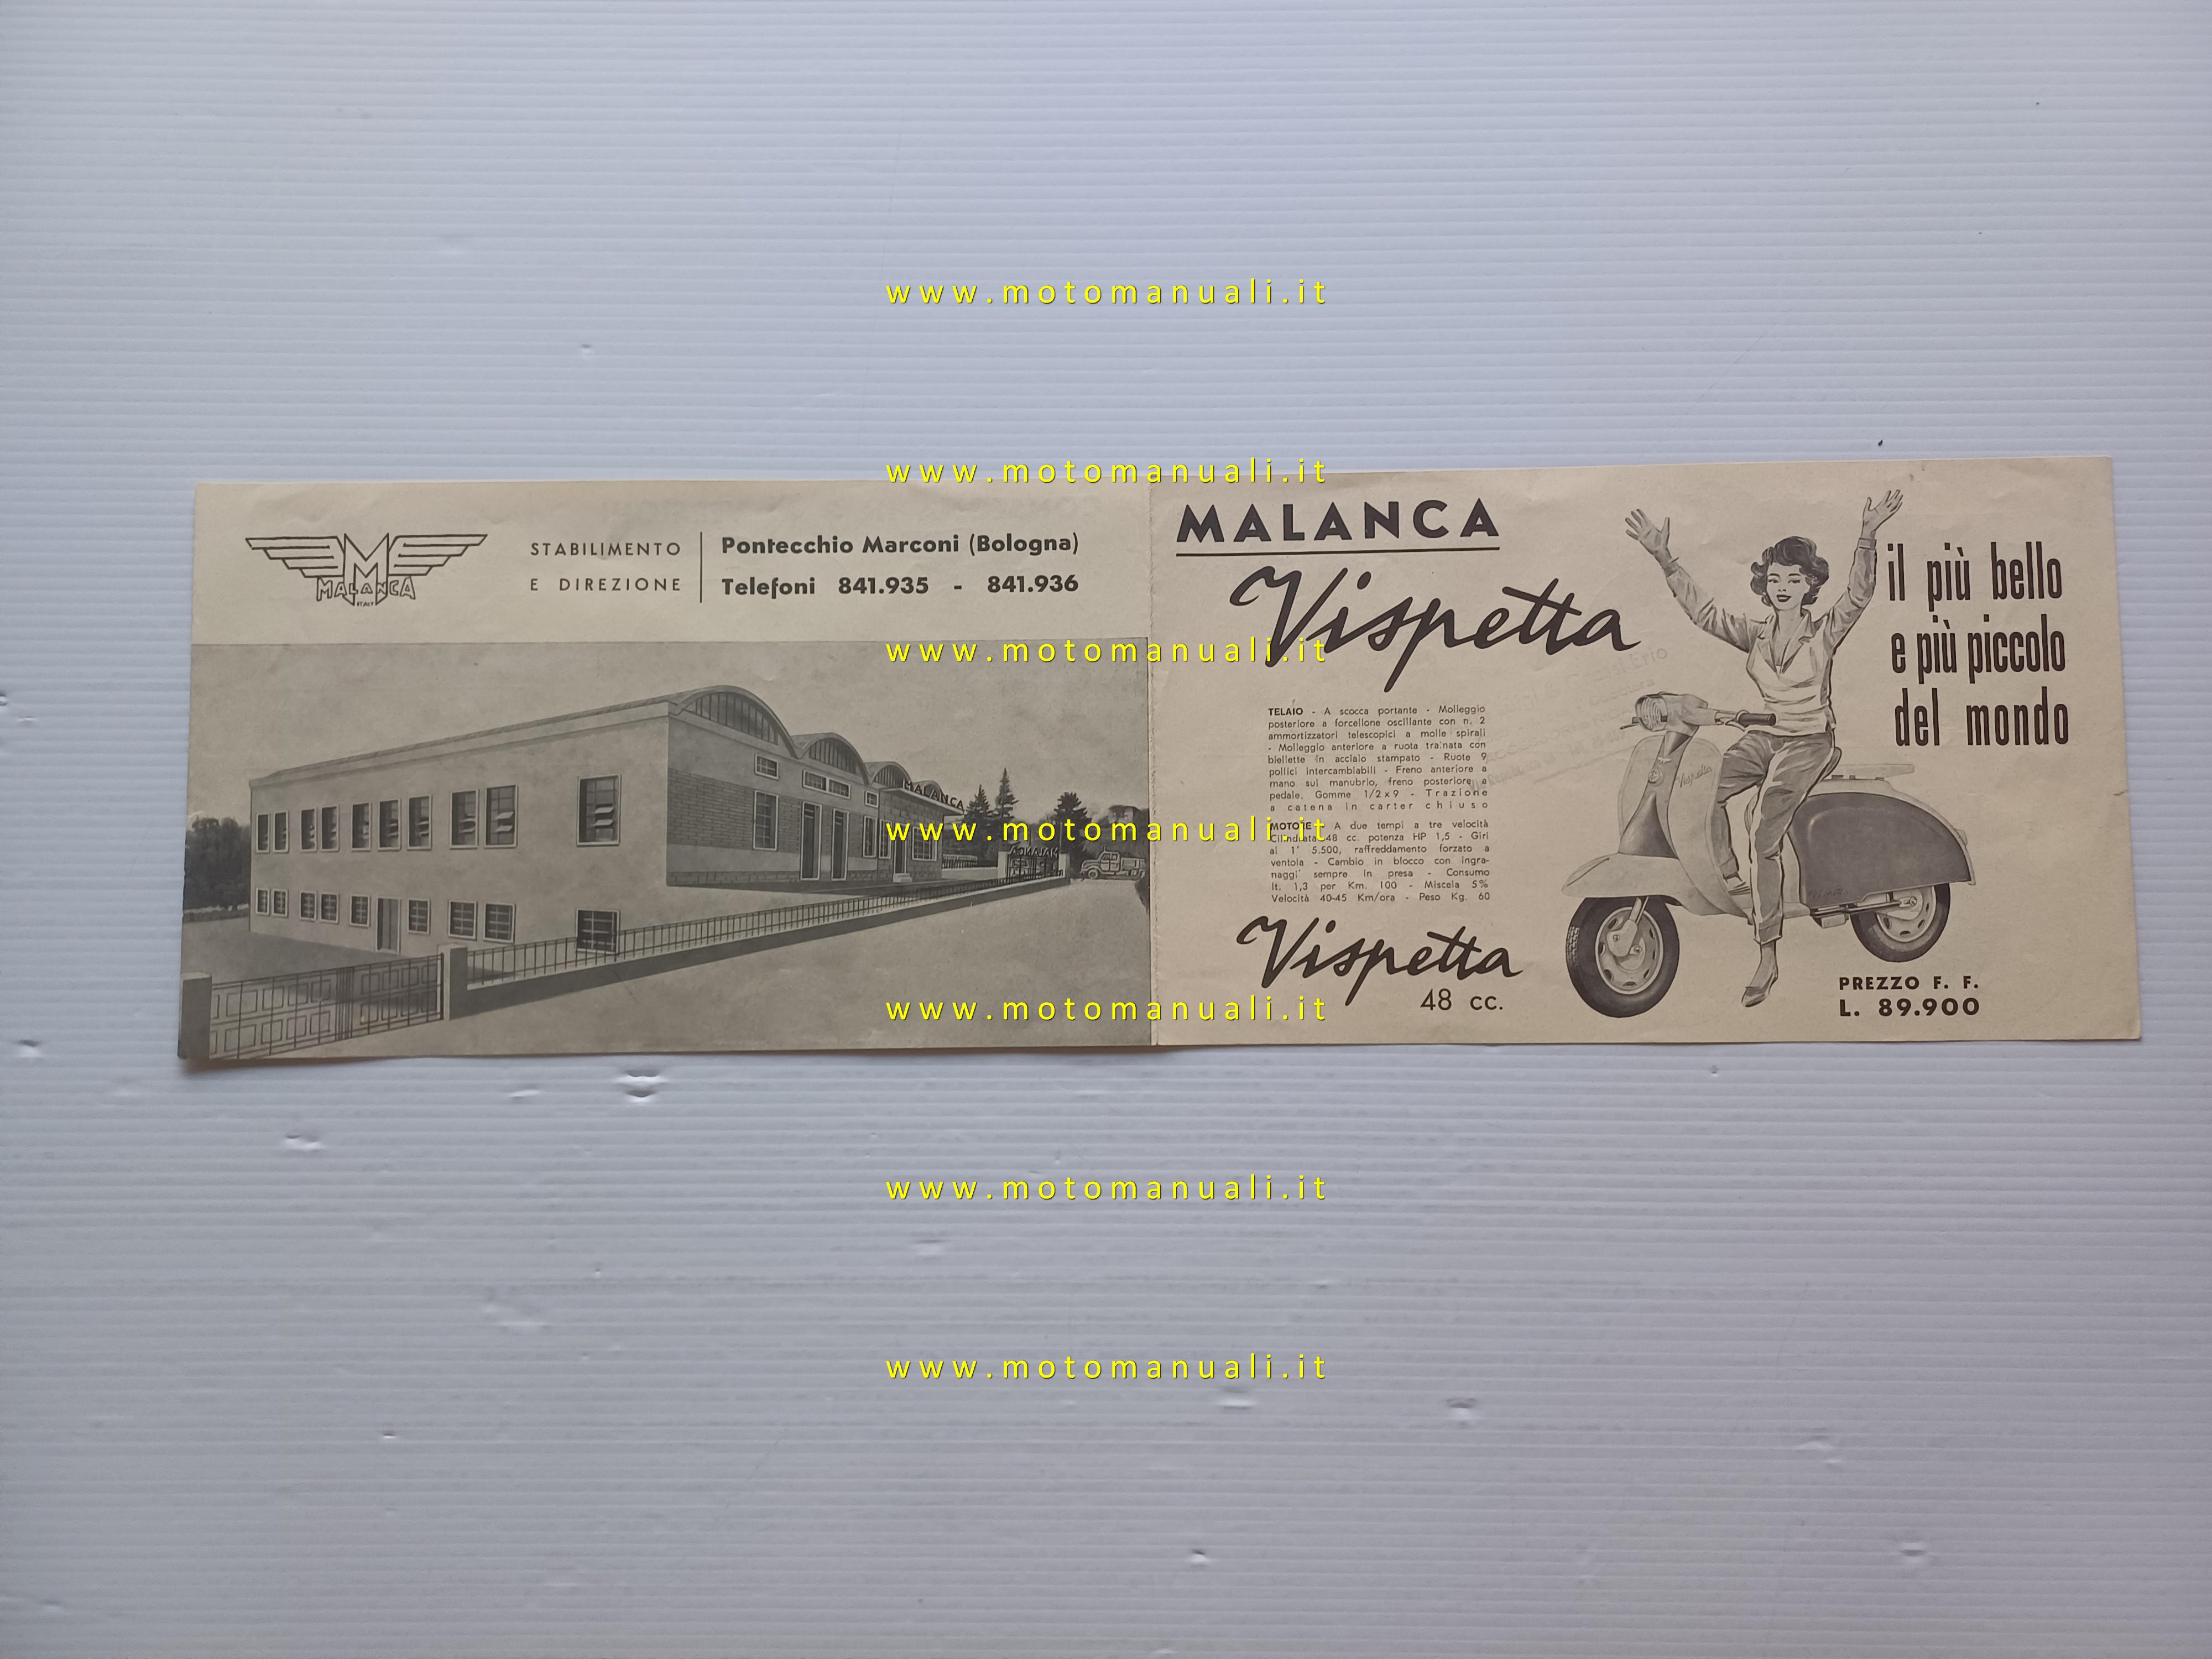 www.motomanuali.it
www.motomanuali.it
MALANCA
ITALY
STABILIMENTO
E DIREZIONE
Pontecchio Marconi (Bologna)
Telefoni 841.935 - 841.936
MALANCA
MALANCA
Vispetta
il più bello
e più piccolo
del mondo
www.motomanuali.it
TELAIO - A scocca portante - Molleggio
posteriore a forcellone oscillante con n. 2
ammortizzatori telescopici a molle spirali
- Molleggio anteriore a ruota trainata con
biellette in acciaio stampato - Ruote 9
pollici intercambiabili - Freno anteriore a
mano sul manubrio, freno posteriore a
pedale. Gomme 1/2x9 - Trazione
a catena in carter chiuso
MOTORE - A due tempi a tre velocità
Cilindrata 48 cc. potenza HP 1,5 - Giri
al 1' 5.500, raffreddamento forzato a
ventola - Cambio in blocco con ingra-
naggi sempre in presa - Consumo
lt. 1,3 per Km. 100 - Miscela 5%
Velocità 40-45 Km/ora - Peso Kg. 60
www.motomanuali.it
Vispetta
Vispetta
48 cc.
PREZZO F. F.
L. 89.900
www.motomanuali.it
www.motomanuali.it
www.motomanuali.it